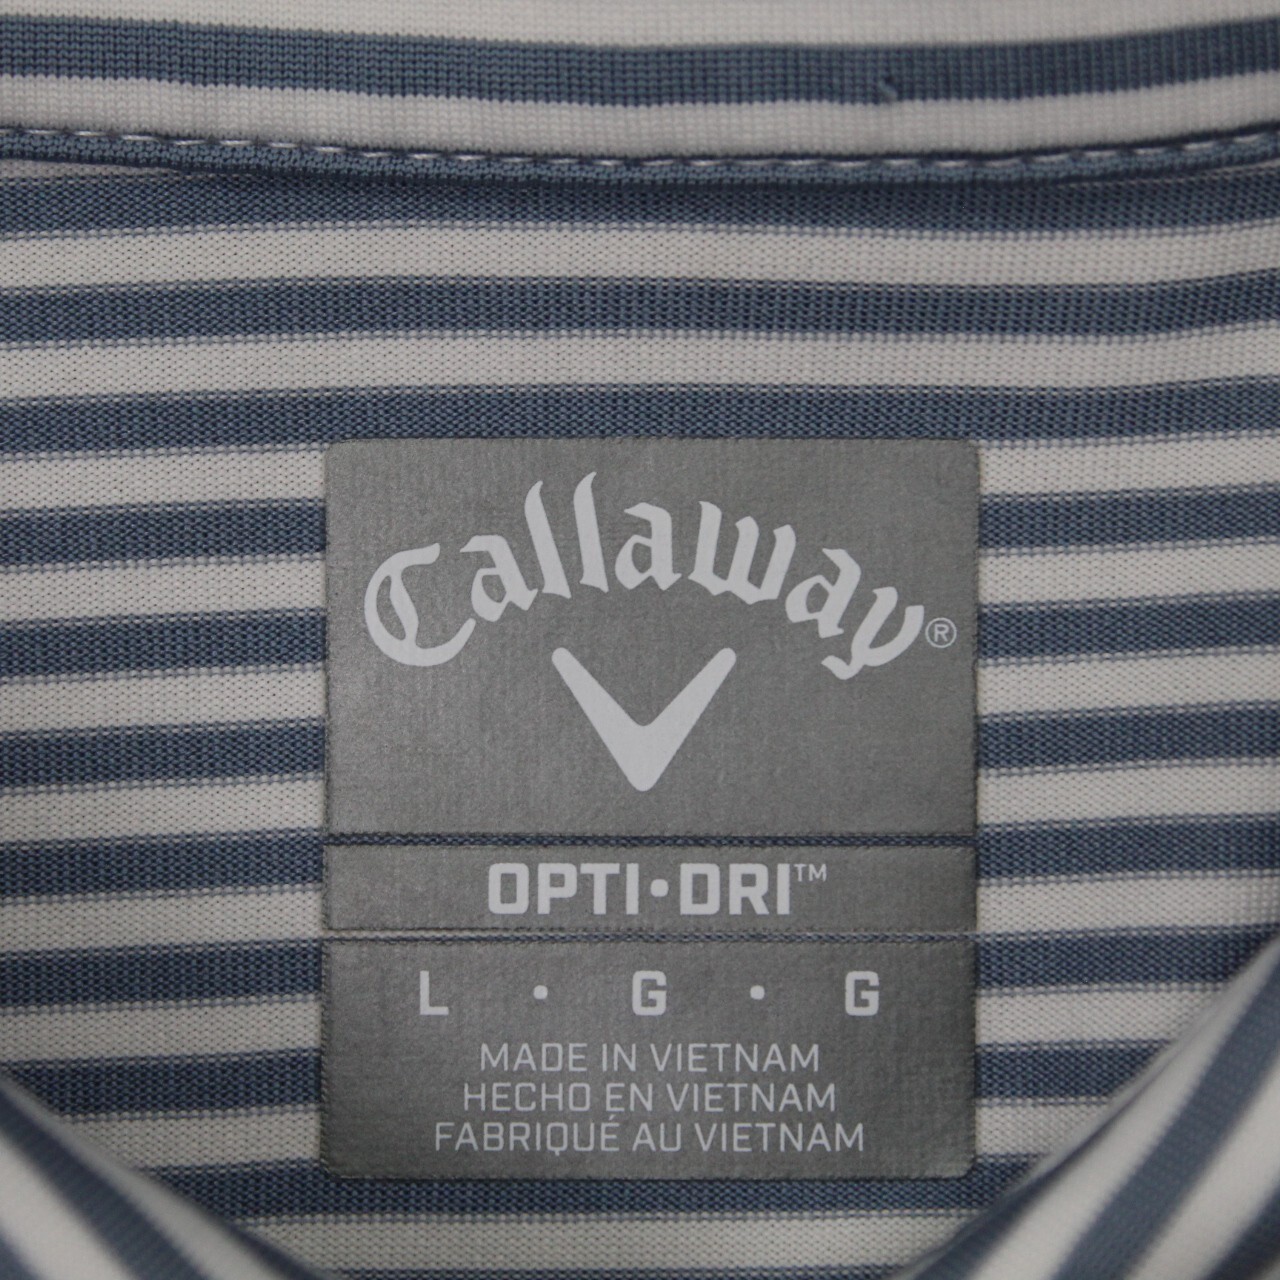 Callaway®
OPTI•DRI™
L • G • G
MADE IN VIETNAM
HECHO EN VIETNAM
FABRIQUÉ AU VIETNAM